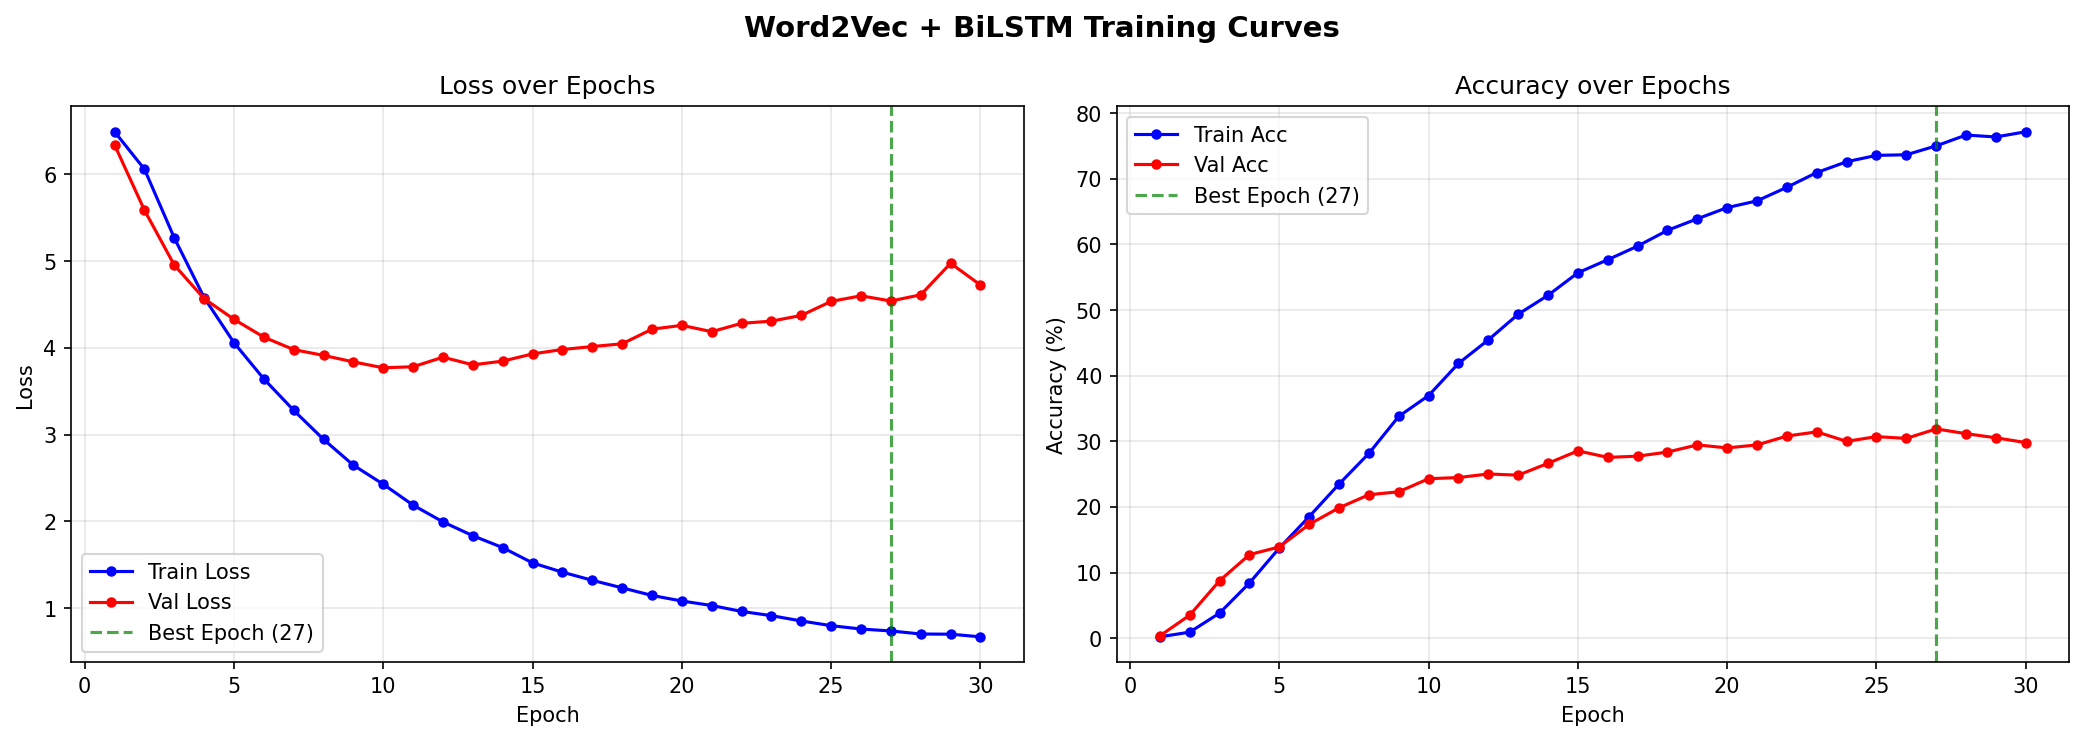 Word2Vec + BiLSTM Training Curves
Loss over Epochs
Loss
6
5
4
3
2
1
Train Loss
Val Loss
Best Epoch (27)
0 5 10 15 20 25 30
Epoch
Accuracy over Epochs
Accuracy (%)
80
70
60
50
40
30
20
10
0
Train Acc
Val Acc
Best Epoch (27)
0 5 10 15 20 25 30
Epoch